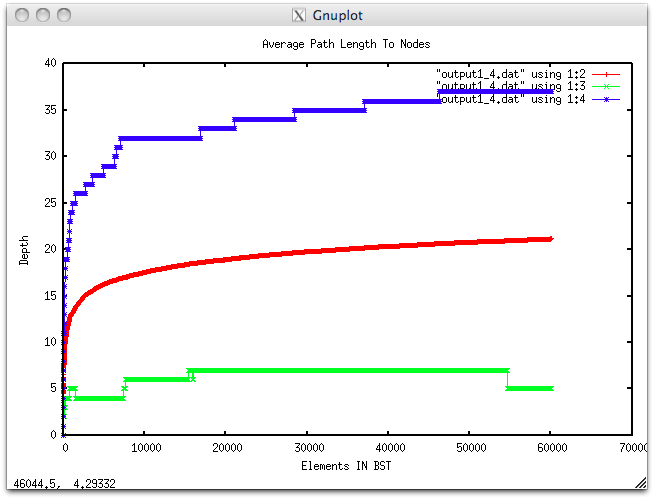 Gnuplot
Average Path Length To Nodes
"output1_4.dat" using 1:2
"output1_4.dat" using 1:3
"output1_4.dat" using 1:4
40
35
30
25
20
15
10
5
0
Depth
0 10000 20000 30000 40000 50000 60000 70000
Elements IN BST
46044.5, 4.29332